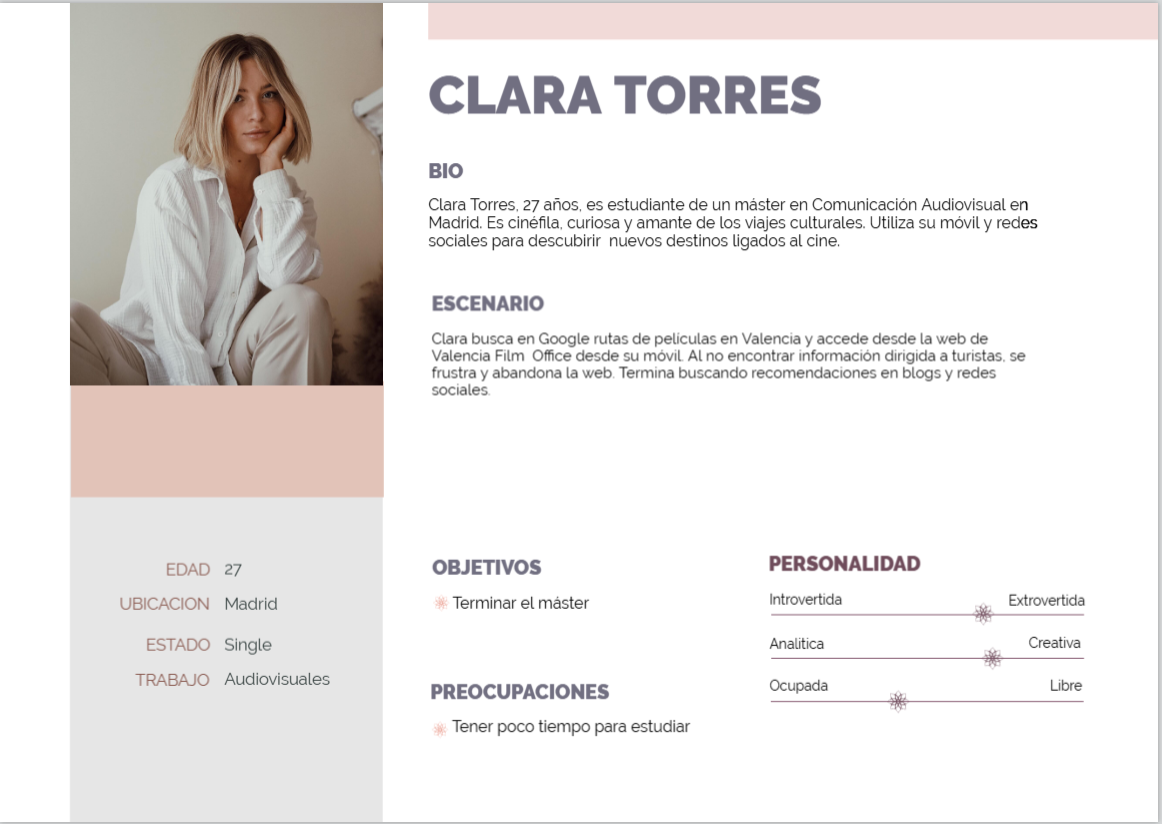 CLARA TORRES
BIO
Clara Torres, 27 años, es estudiante de un máster en Comunicación Audiovisual en
Madrid. Es cinéfila, curiosa y amante de los viajes culturales. Utiliza su móvil y redes
sociales para descubirir  nuevos destinos ligados al cine.
ESCENARIO
Clara busca en Google rutas de películas en Valencia y accede desde la web de
Valencia Film  Office desde su móvil. Al no encontrar información dirigida a turistas, se
frustra y abandona la web. Termina buscando recomendaciones en blogs y redes
sociales.
EDAD 27
UBICACION Madrid
ESTADO Single
TRABAJO Audiovisuales
OBJETIVOS
Terminar el máster
PREOCUPACIONES
Tener poco tiempo para estudiar
PERSONALIDAD
Introvertida Extrovertida
Analítica Creativa
Ocupada Libre